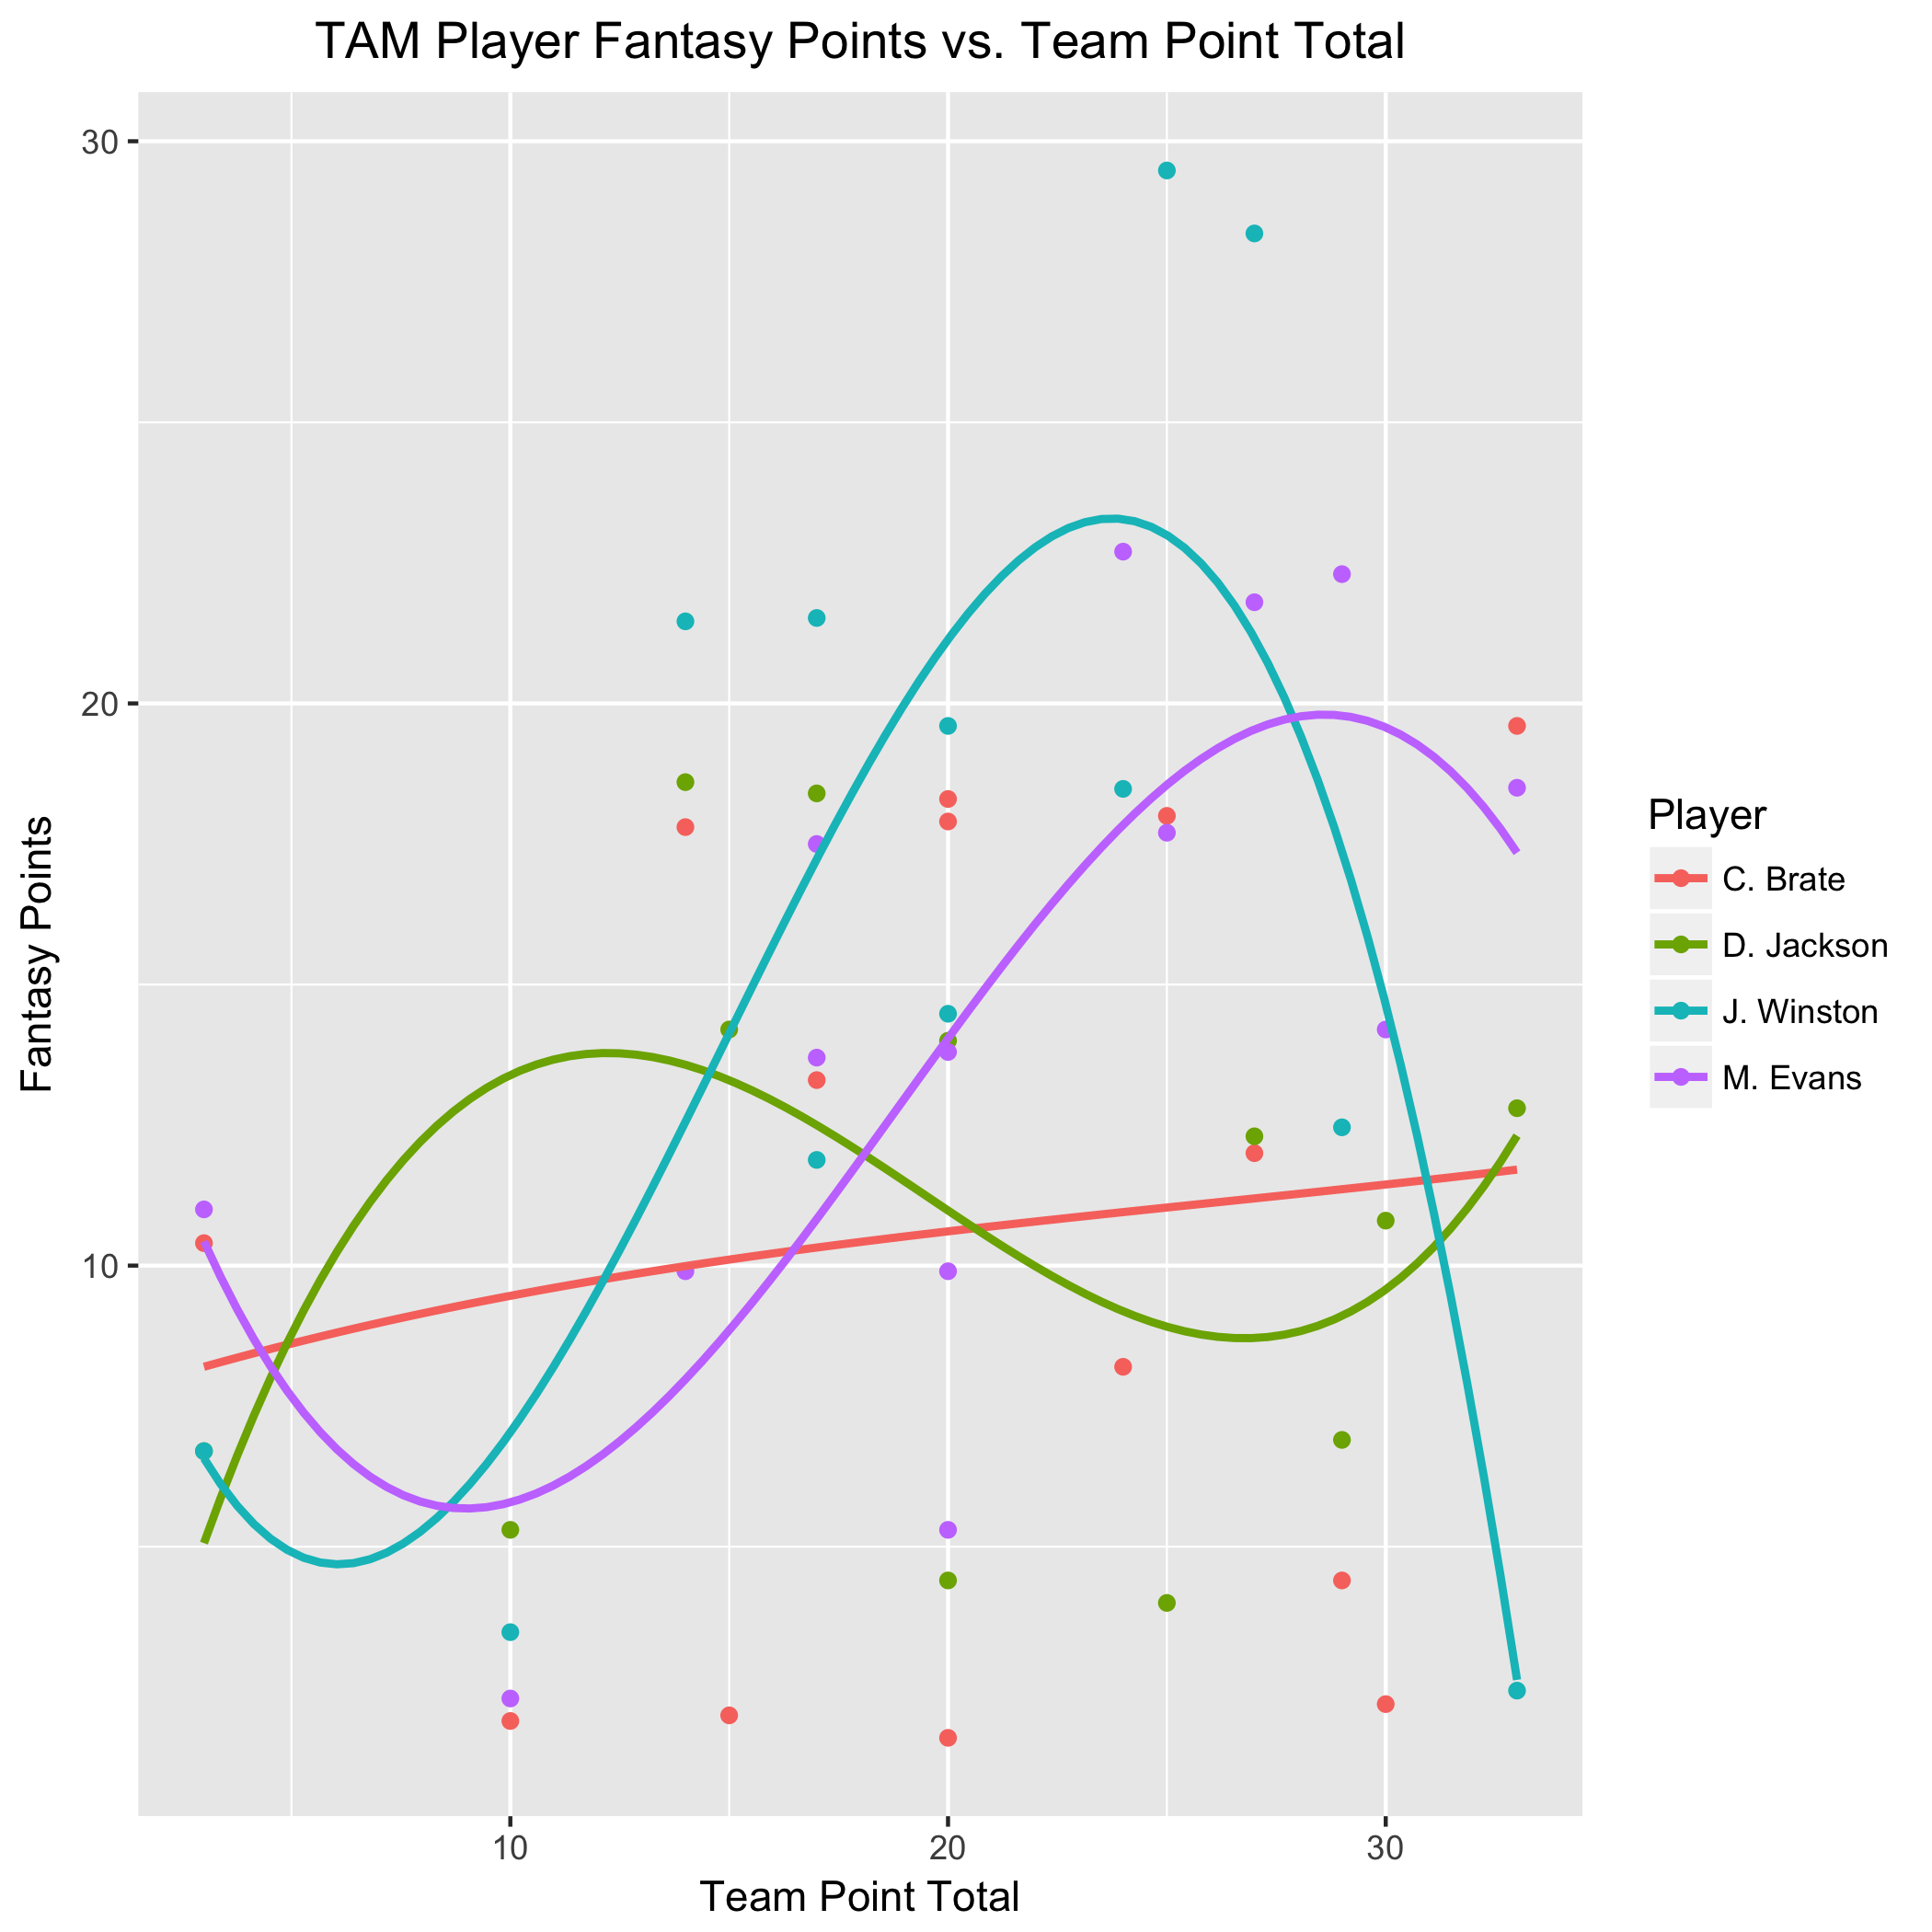 TAM Player Fantasy Points vs. Team Point Total
30
20
10
Fantasy Points
10
20
30
Team Point Total
Player
C. Brate
D. Jackson
J. Winston
M. Evans